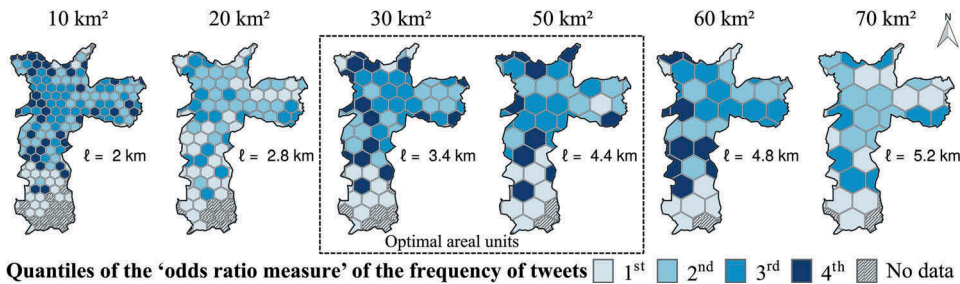 10 km² 20 km² 30 km² 50 km² 60 km² 70 km²
N
ℓ = 2 km ℓ = 2.8 km ℓ = 3.4 km ℓ = 4.4 km ℓ = 4.8 km ℓ = 5.2 km
Optimal areal units
Quantiles of the ‘odds ratio measure’ of the frequency of tweets 1st 2nd 3rd 4th No data